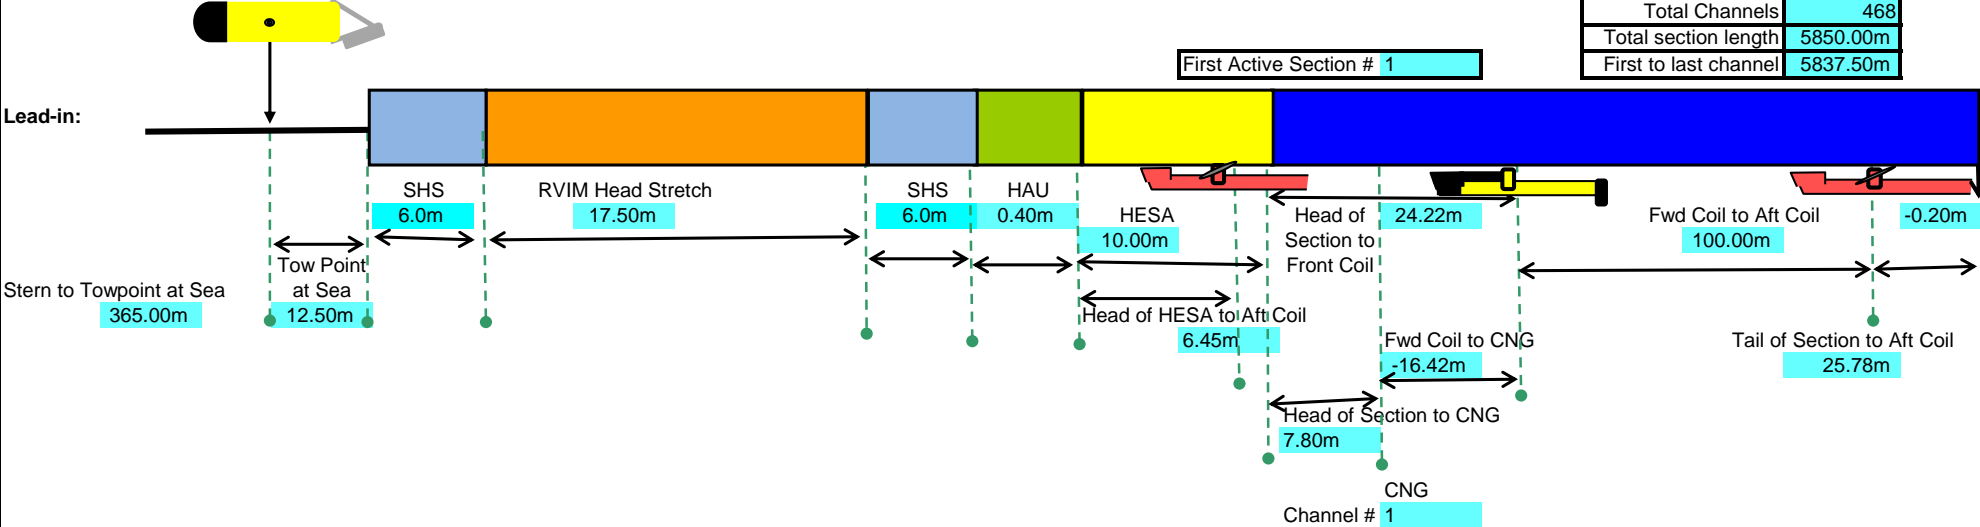 Total Channels 468
Total section length 5850.00m
First to last channel 5837.50m
First Active Section # 1
Lead-in:
SHS
6.0m
RVIM Head Stretch
17.50m
SHS
6.0m
HAU
0.40m
HESA
10.00m
Head of
Section to
Front Coil
24.22m
Fwd Coil to Aft Coil
100.00m
-0.20m
Stern to Towpoint at Sea
365.00m
Tow Point
at Sea
12.50m
Head of HESA to Aft Coil
6.45m
Fwd Coil to CNG
-16.42m
Tail of Section to Aft Coil
25.78m
Head of Section to CNG
7.80m
CNG
Channel # 1